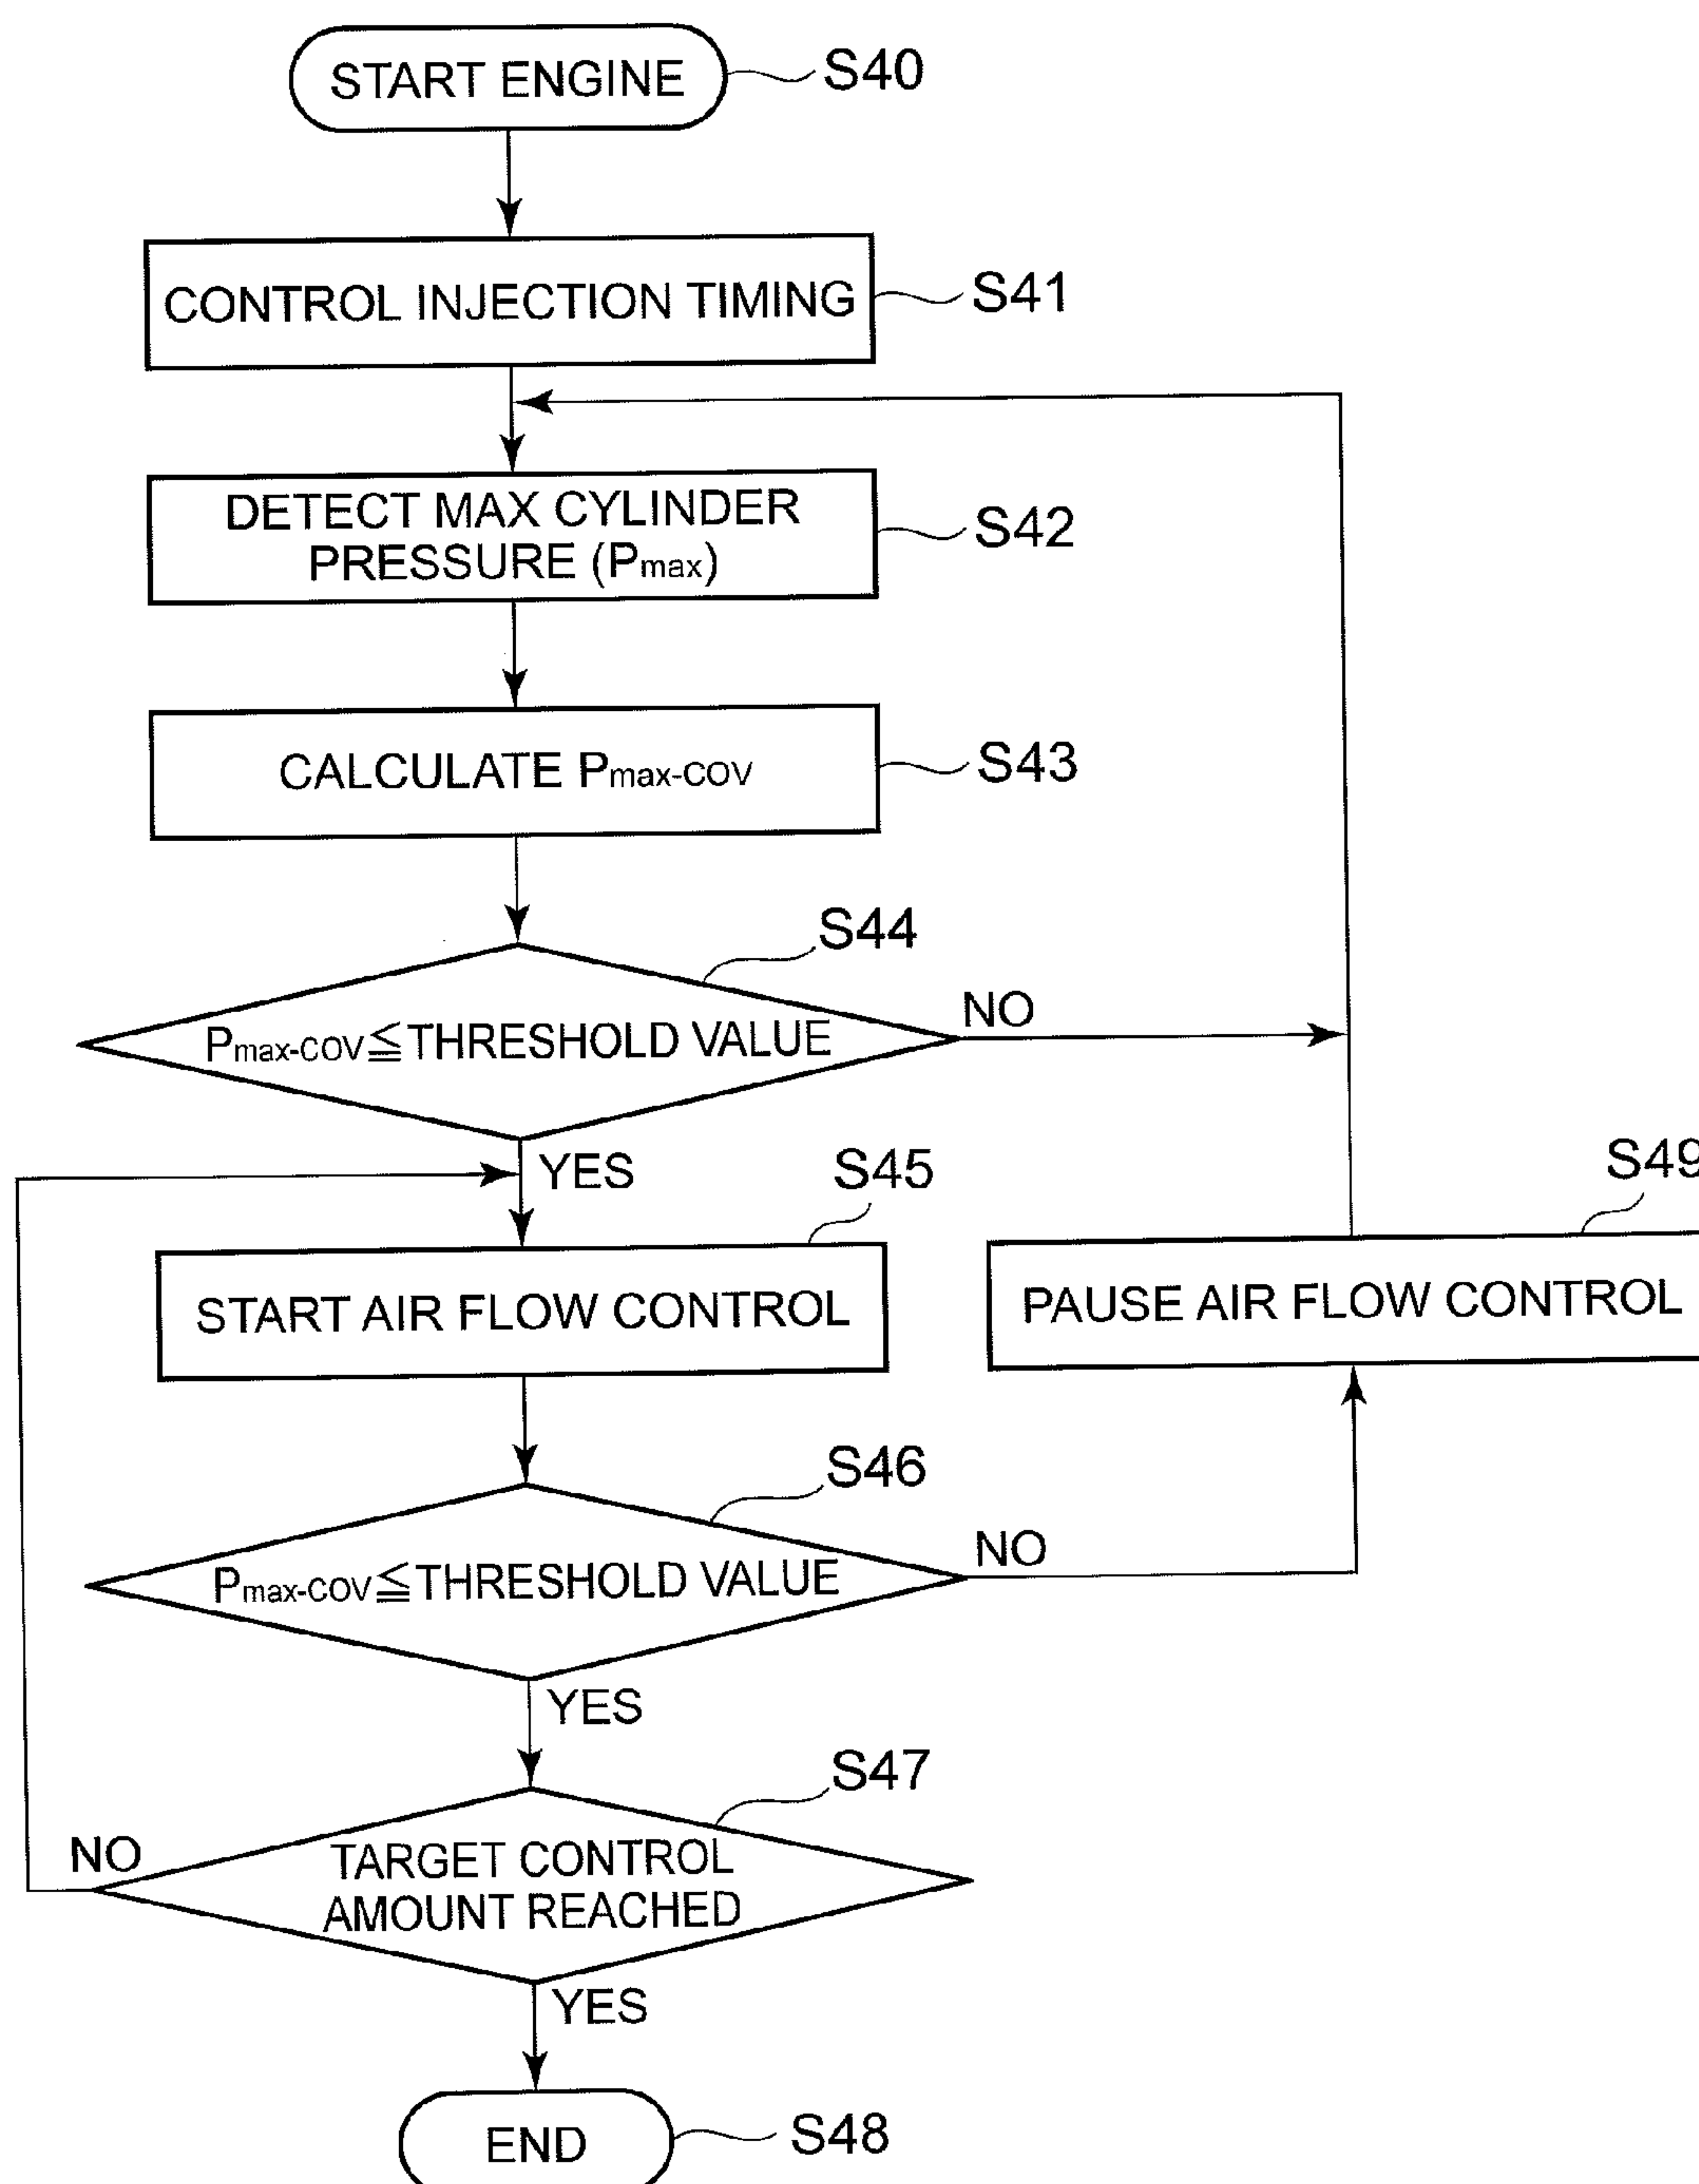 START ENGINE
S40
CONTROL INJECTION TIMING
S41
DETECT MAX CYLINDER
PRESSURE (Pmax)
S42
CALCULATE Pmax-COV
S43
S44
Pmax-COV≦THRESHOLD VALUE
NO
YES
S45
START AIR FLOW CONTROL
S49
PAUSE AIR FLOW CONTROL
S46
Pmax-COV≦THRESHOLD VALUE
NO
YES
S47
TARGET CONTROL
AMOUNT REACHED
NO
YES
END
S48